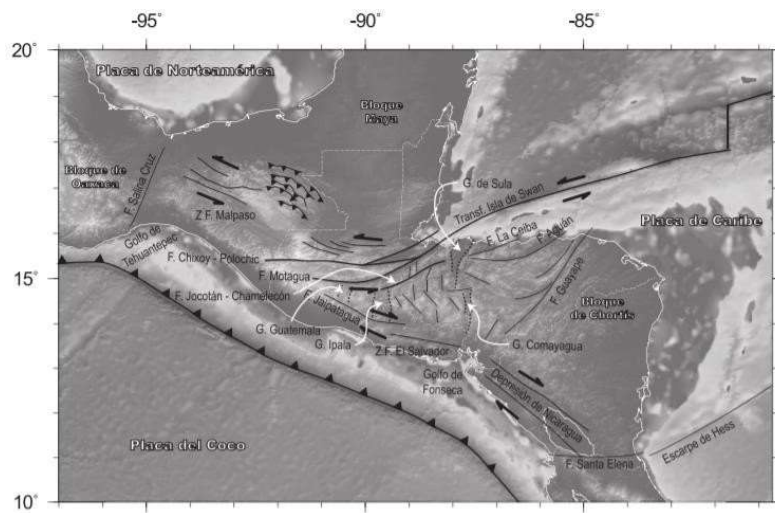 -95°
-90°
-85°
20°
15°
10°
Placa de Norteamérica
Bloque
Maya
Bloque de
Oaxaca
F. Salina Cruz
Z F. Malpaso
G. de Sula
Transf. Isla de Swan
Placa de Caribe
F. La Ceiba
F. Aguán
Golfo de
Tehuantepec
F. Chixoy - Polochic
F. Motagua
F. Jocotán - Chamelecón
F. Jalpatagua
F. Guayape
Bloque
de Chortís
G. Guatemala
G. Ipala
Z.F. El Salvador
G. Comayagua
Golfo de
Fonseca
Depresión de Nicaragua
Placa del Coco
F. Santa Elena
Escarpe de Hess